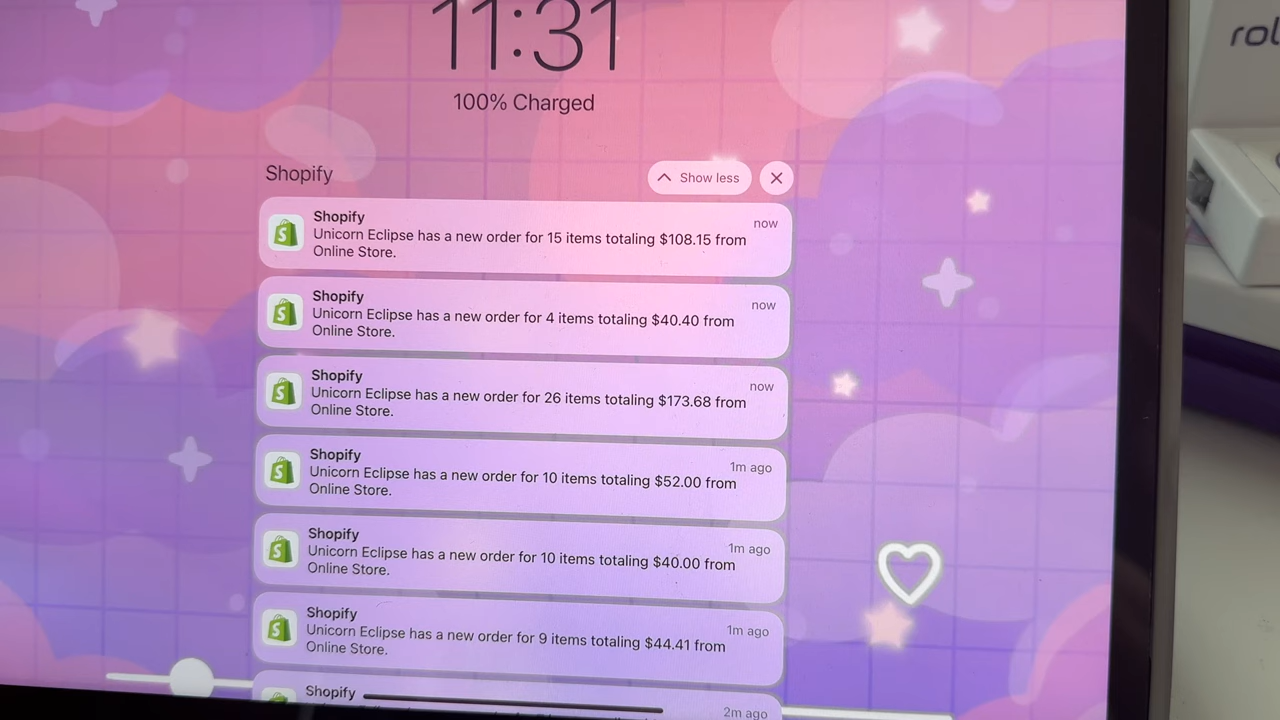 rol
11:31
100% Charged
Shopify
Show less
Shopify
now
Unicorn Eclipse has a new order for 15 items totaling $108.15 from
Online Store.
Shopify
now
Unicorn Eclipse has a new order for 4 items totaling $40.40 from
Online Store.
Shopify
now
Unicorn Eclipse has a new order for 26 items totaling $173.68 from
Online Store.
Shopify
1m ago
Unicorn Eclipse has a new order for 10 items totaling $52.00 from
Online Store.
Shopify
1m ago
Unicorn Eclipse has a new order for 10 items totaling $40.00 from
Online Store.
Shopify
1m ago
Unicorn Eclipse has a new order for 9 items totaling $44.41 from
Online Store.
Shopify
2m ago